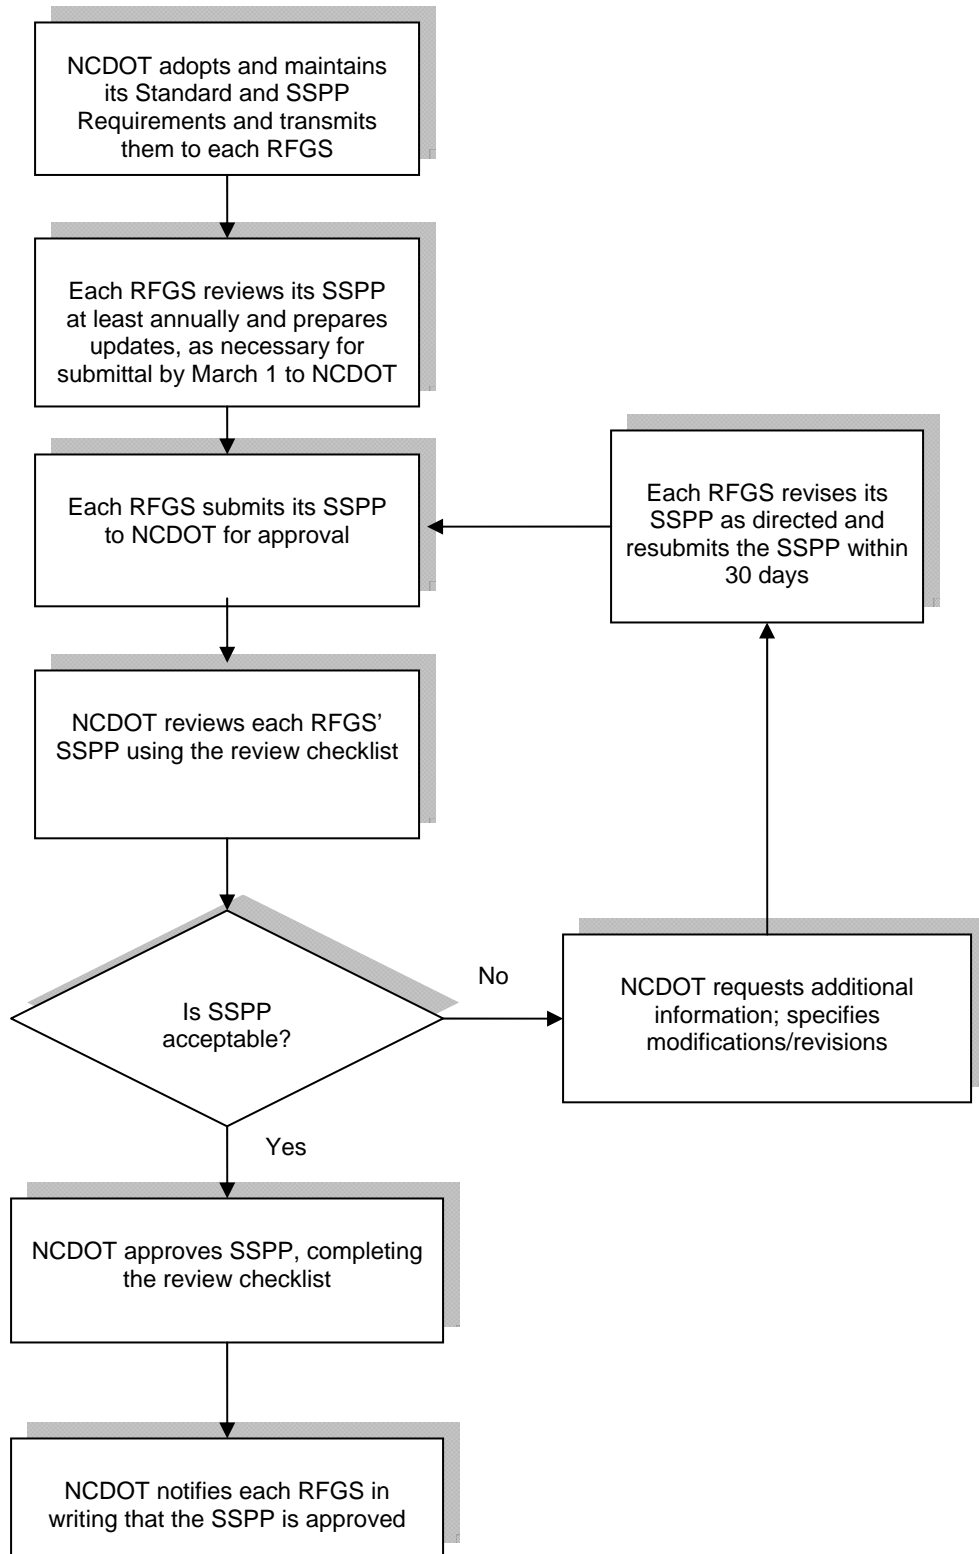 NCDOT adopts and maintains
its Standard and SSPP
Requirements and transmits
them to each RFGS
Each RFGS reviews its SSPP
at least annually and prepares
updates, as necessary for
submittal by March 1 to NCDOT
Each RFGS submits its SSPP
to NCDOT for approval
Each RFGS revises its
SSPP as directed and
resubmits the SSPP within
30 days
NCDOT reviews each RFGS’
SSPP using the review checklist
Is SSPP
acceptable?
No
NCDOT requests additional
information; specifies
modifications/revisions
Yes
NCDOT approves SSPP, completing
the review checklist
NCDOT notifies each RFGS in
writing that the SSPP is approved